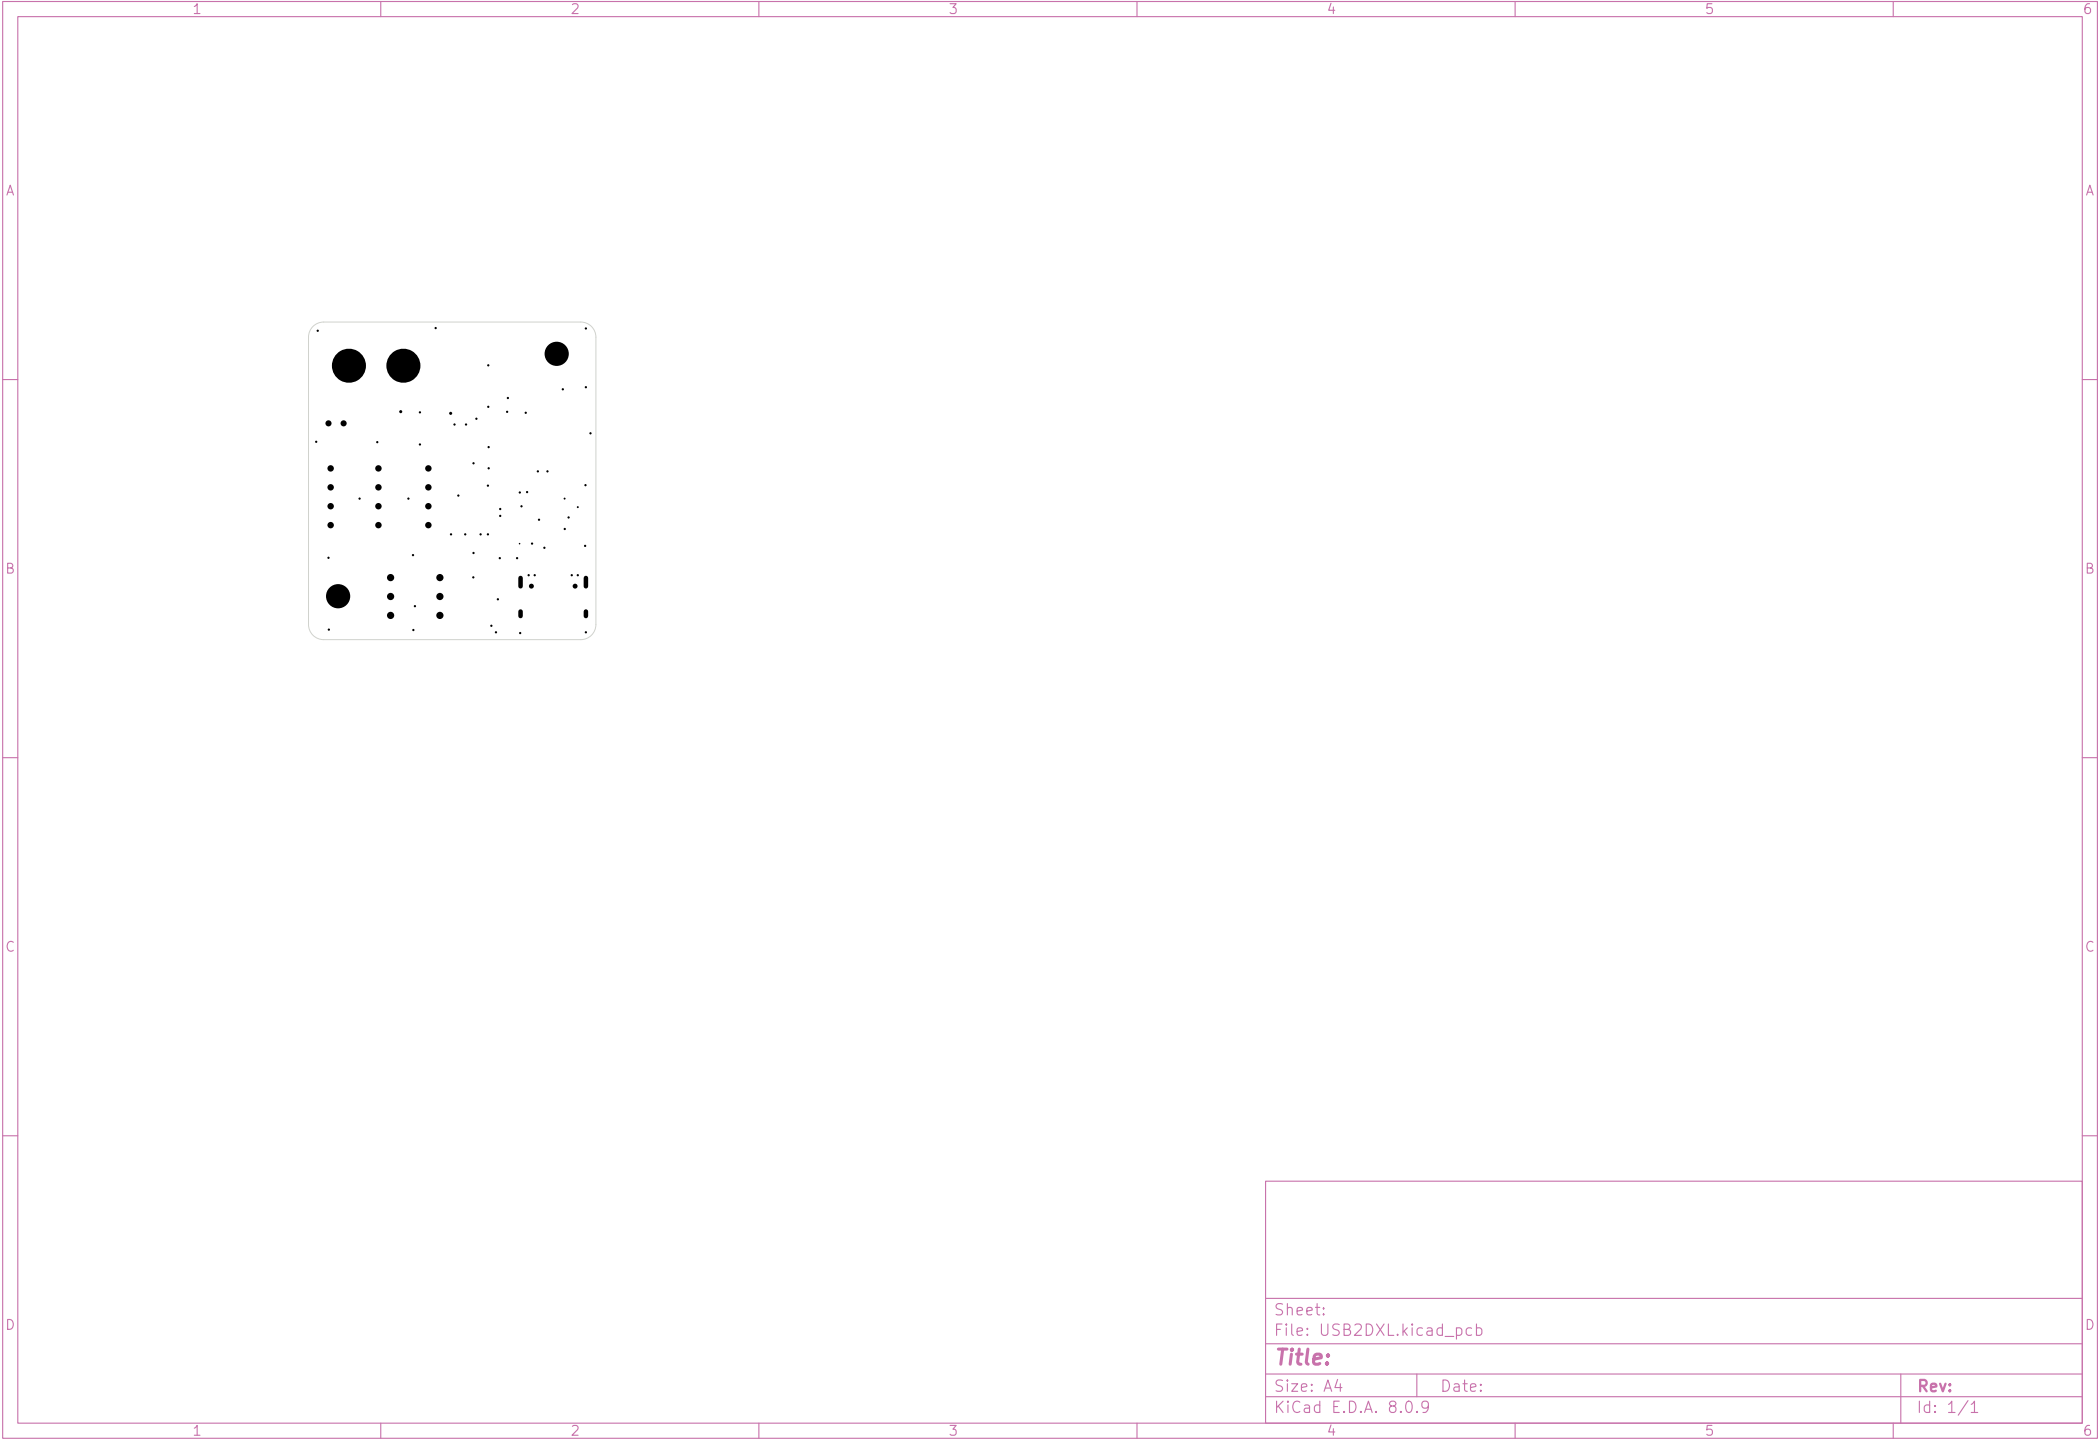 1 2 3 4 5 6
A A
B B
C C
Sheet:
File: USB2DXL.kicad_pcb
D D
Title:
Size: A4 Date: Rev:
KiCad E.D.A. 8.0.9 Id: 1/1
1 2 3 4 5 6